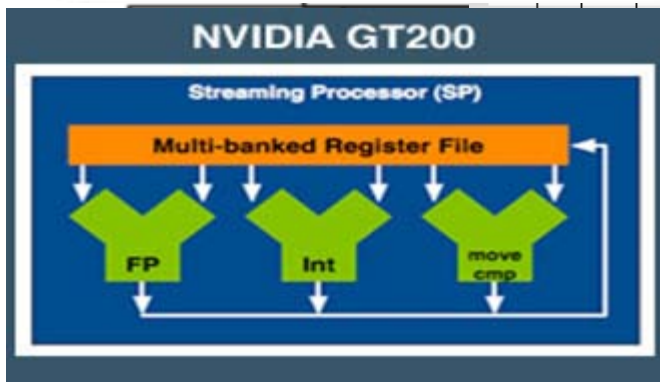 NVIDIA GT200
Streaming Processor (SP)
Multi-banked Register File
FP
Int
move
cmp